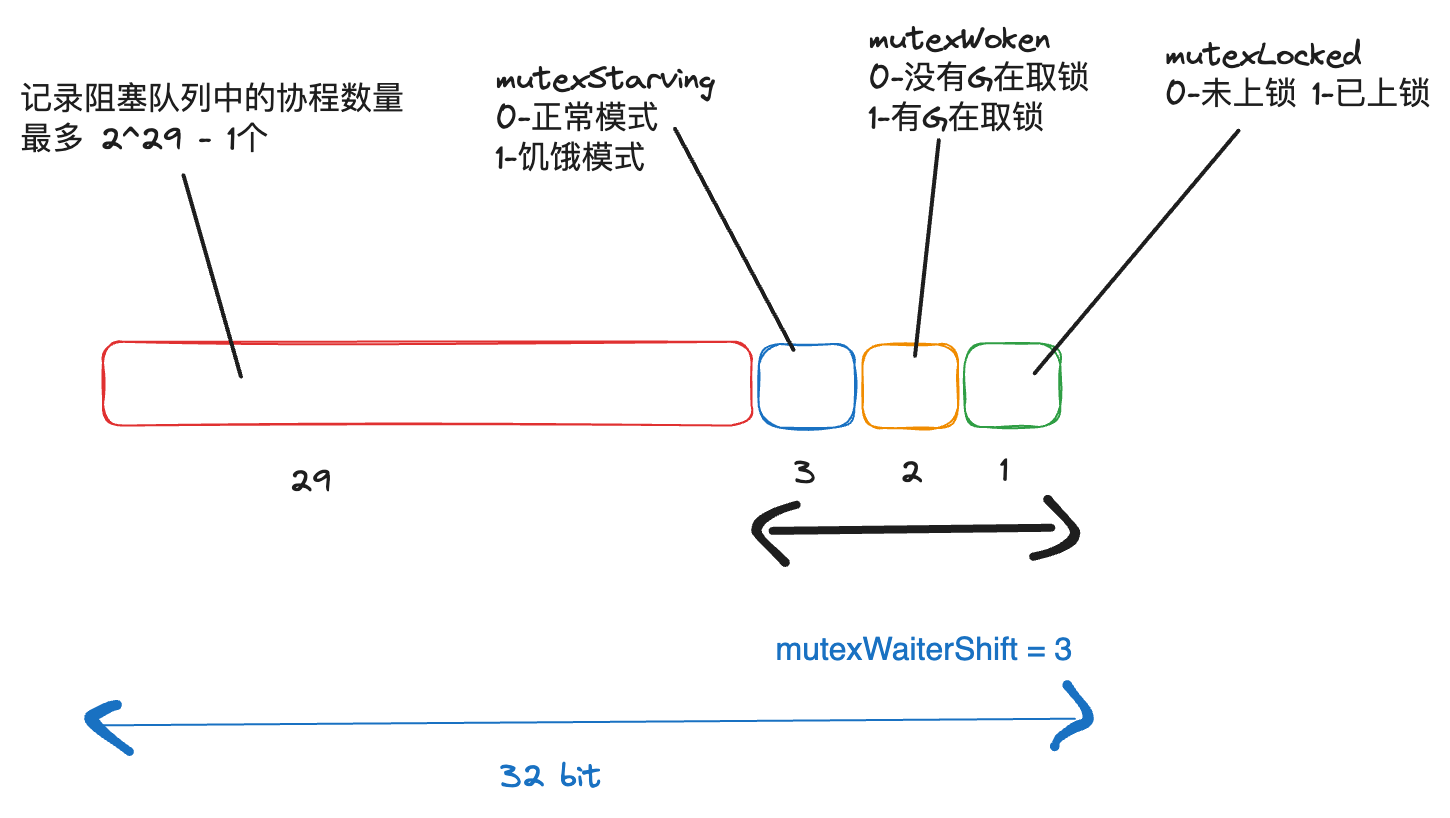 记录阻塞队列中的协程数量
最多 2^29 - 1个
mutexStarving
0-正常模式
1-饥饿模式
mutexWoken
0-没有G在取锁
1-有G在取锁
mutexLocked
0-未上锁 1-已上锁
29
3
2
1
mutexWaiterShift = 3
32 bit